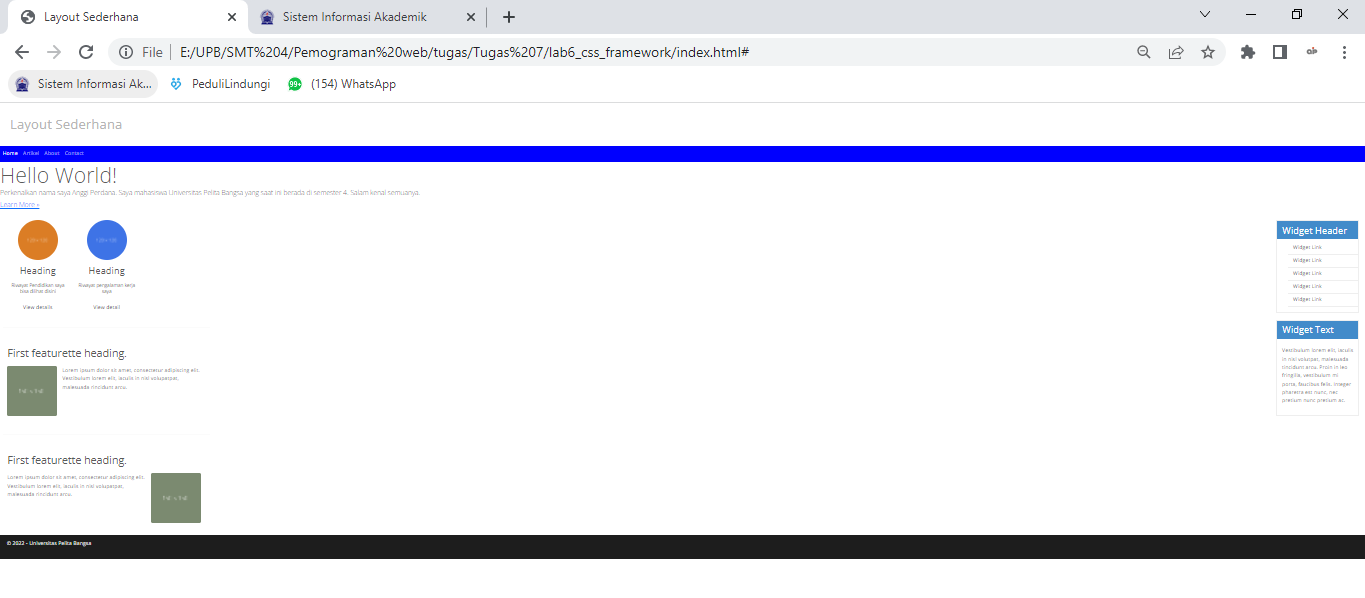 Layout Sederhana
Sistem Informasi Akademik
File
E:/UPB/SMT%204/Pemograman%20web/tugas/Tugas%207/lab6_css_framework/index.html#
Sistem Informasi Ak...
PeduliLindungi
99+
(154) WhatsApp
Layout Sederhana
Home Artikel About Contact
Hello World!
Perkenalkan nama saya Anggi Perdana. Saya mahasiswa Universitas Pelita Bangsa yang saat ini berada di semester 4. Salam kenal semuanya.
Learn More »
Heading
Riwayat Pendidikan saya
bisa dilihat disini
View details
Heading
Riwayat pengalaman kerja
saya
View detail
First featurette heading.
Lorem ipsum dolor sit amet, consectetur adipiscing elit.
Vestibulum lorem elit, iaculis in nisl volutpat,
malesuada tincidunt arcu.
First featurette heading.
Lorem ipsum dolor sit amet, consectetur adipiscing elit.
Vestibulum lorem elit, iaculis in nisl volutpat,
malesuada tincidunt arcu.
Widget Header
Widget Link
Widget Link
Widget Link
Widget Link
Widget Link
Widget Text
Vestibulum lorem elit, iaculis
in nisl volutpat, malesuada
tincidunt arcu. Proin in leo
fringilla, vestibulum mi
porta, faucibus felis. Integer
pharetra est nunc, nec
pretium nunc pretium ac.
© 2022 - Universitas Pelita Bangsa